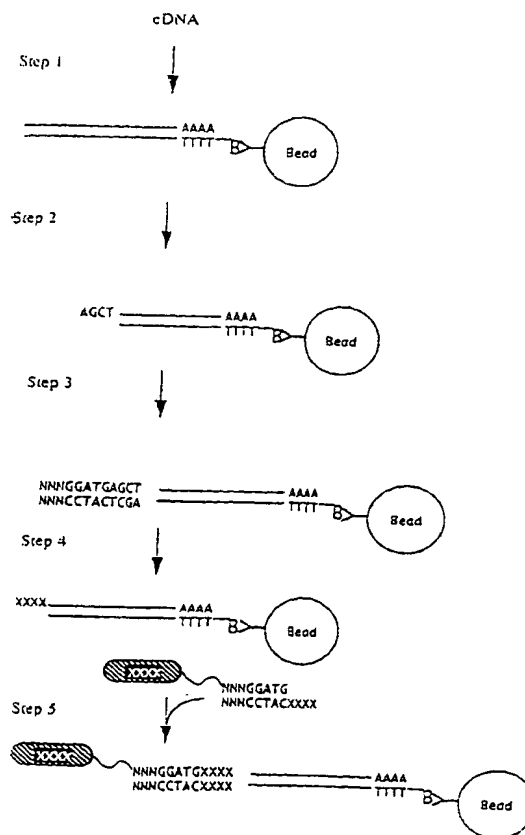 cDNA
Step 1
AAAA
TTTT
B
Bead
Step 2
AGCT
AAAA
TTTT
B
Bead
Step 3
NNNGGATGAGCT
NNNCCTACTCGA
AAAA
TTTT
B
Bead
Step 4
XXXX
AAAA
TTTT
B
Bead
XXXX
NNNGGATG
NNNCCTACXXXX
Step 5
XXXX
NNNGGATGXXXX
NNNCCTACXXXX
AAAA
TTTT
B
Bead